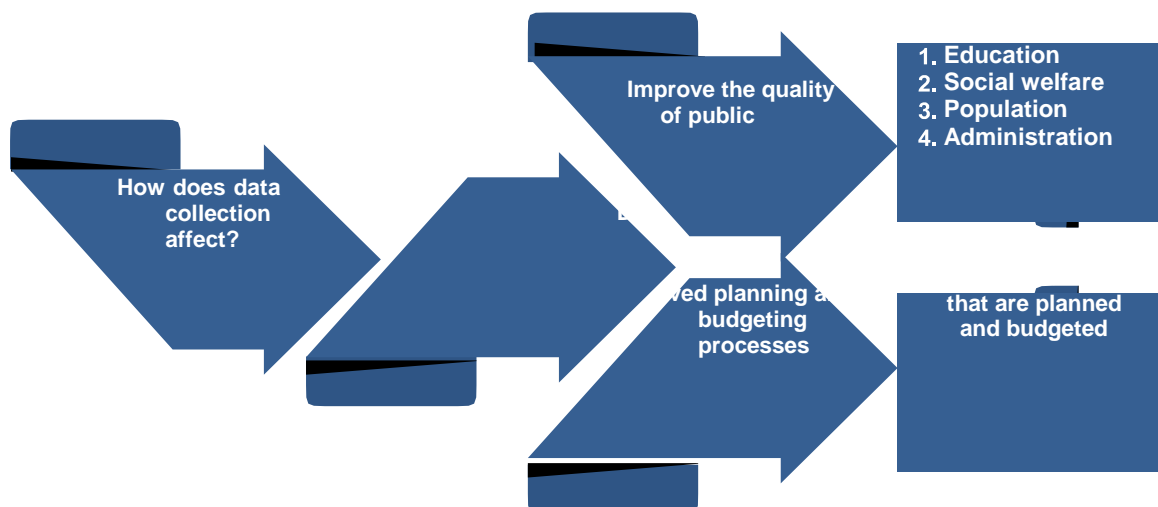 How does data
collection
affect?
Improve the quality
of public
planning
budgeting
processes
1. Education
2. Social welfare
3. Population
4. Administration
that are planned
and budgeted